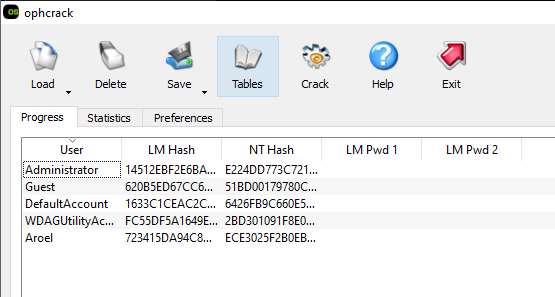 OS ophcrack
Load Delete Save Tables Crack Help Exit
Progress Statistics Preferences
User LM Hash NT Hash LM Pwd 1 LM Pwd 2
Administrator 14512EBF2E6BA... E224DD773C721...
Guest 620B5ED67CC6... 51BD00179780C...
DefaultAccount 1633C1CEAC2C... 6426FB9C660E5...
WDAGUtilityAc... FC55DF5A1649E... 2BD301091F8E0...
Aroel 723415DA94C8... ECE3025F2B0EB...